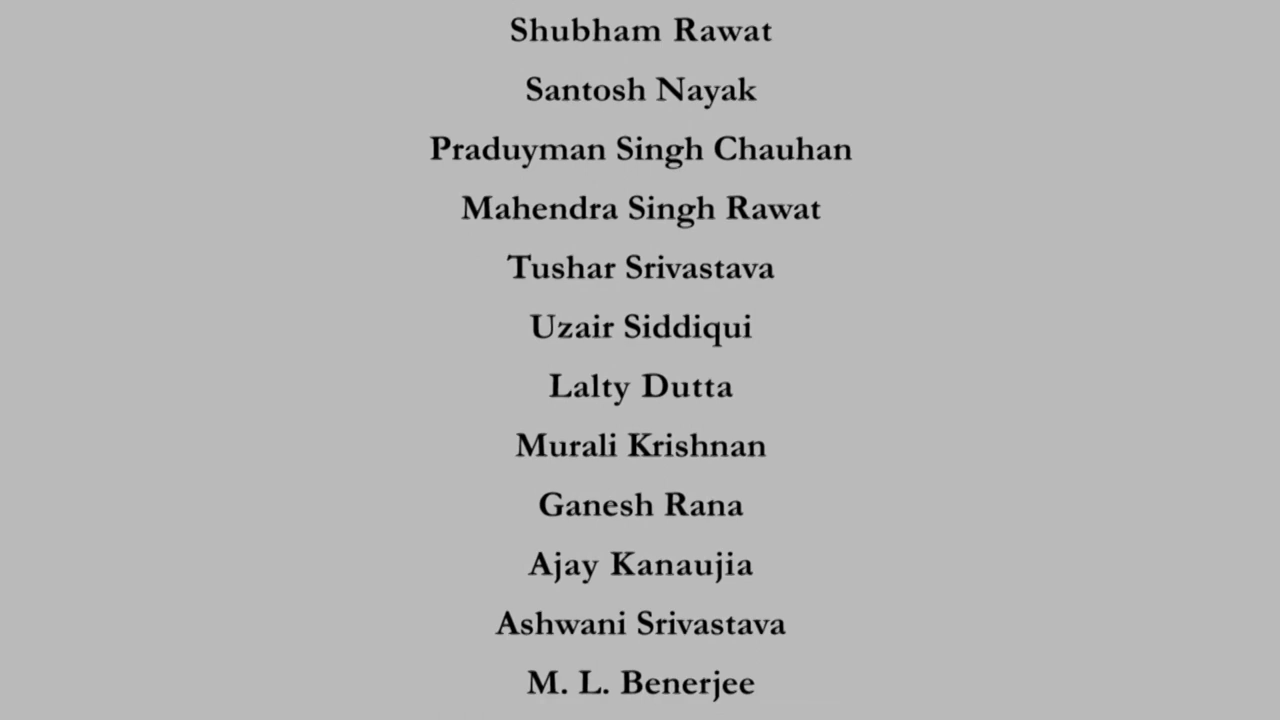 Shubham Rawat
Santosh Nayak
Praduyman Singh Chauhan
Mahendra Singh Rawat
Tushar Srivastava
Uzair Siddiqui
Lalty Dutta
Murali Krishnan
Ganesh Rana
Ajay Kanaujia
Ashwani Srivastava
M. L. Benerjee